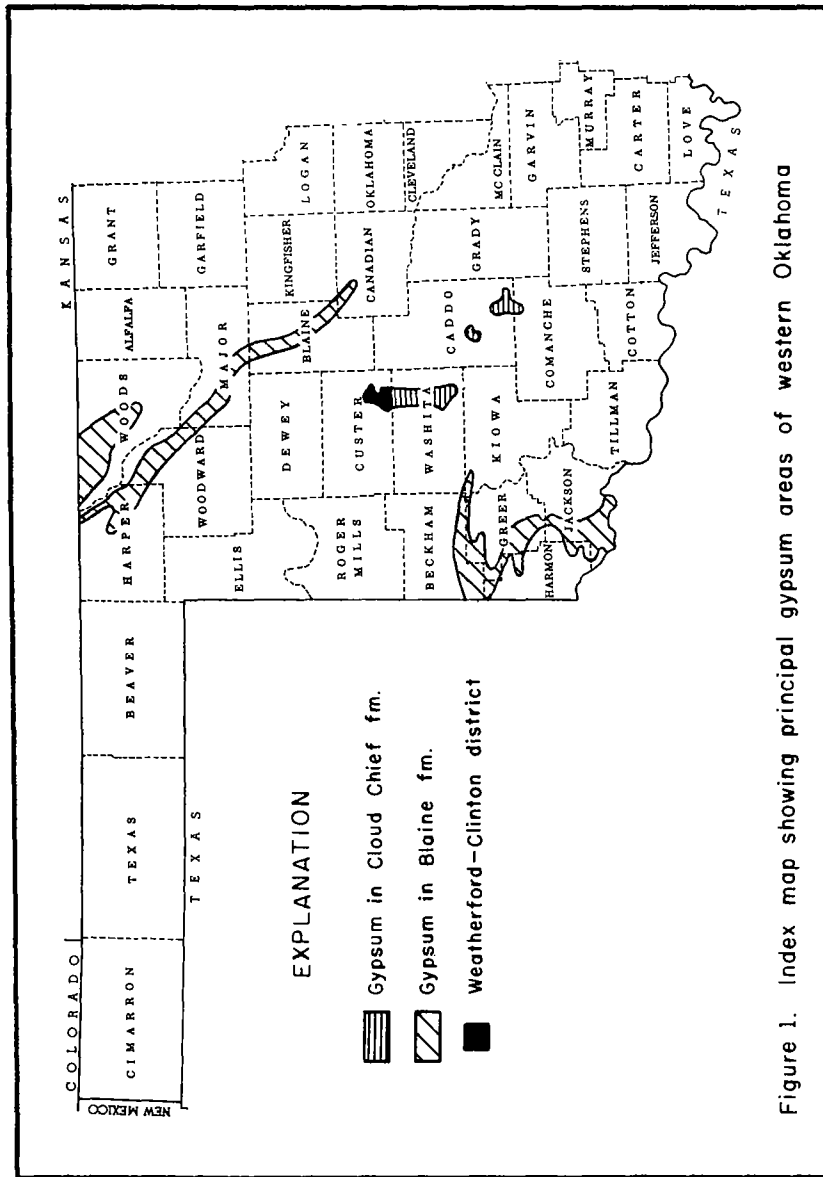 COLORADO
KANSAS
NEW MEXICO
CIMARRON
TEXAS
BEAVER
HARPER
WOODS
ALFALFA
GRANT
TEXAS
ELLIS
WOODWARD
MAJOR
GARFIELD
ROGER
MILLS
DEWEY
BLAINE
KINGFISHER
LOGAN
CUSTER
CANADIAN
OKLAHOMA
BECKHAM
WASHITA
CADDO
CLEVELAND
GREER
KIOWA
GRADY
MC CLAIN
HARMON
JACKSON
COMANCHE
GARVIN
TILLMAN
COTTON
STEPHENS
MURRAY
JEFFERSON
CARTER
LOVE
TEXAS
EXPLANATION
Gypsum in Cloud Chief fm.
Gypsum in Blaine fm.
Weatherford-Clinton district
Figure 1. Index map showing principal gypsum areas of western Oklahoma